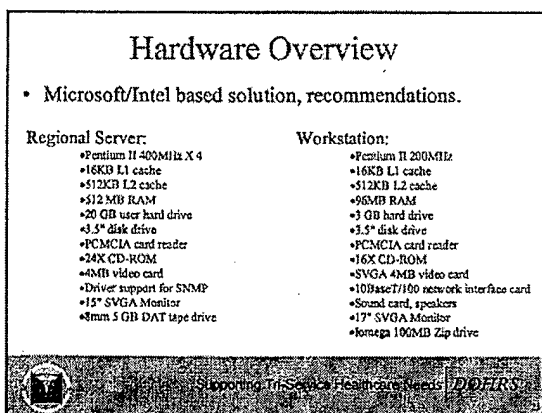 Hardware Overview
• Microsoft/Intel based solution, recommendations.
Regional Server:
•Pentium II 400MHz X 4
•16KB L1 cache
•512KB L2 cache
•512 MB RAM
•20 GB user hard drive
•3.5" disk drive
•PCMCIA card reader
•24X CD-ROM
•4MB video card
•Driver support for SNMP
•15" SVGA Monitor
•8mm 5 GB DAT tape drive
Workstation:
•Pentium II 200MHz
•16KB L1 cache
•512KB L2 cache
•96MB RAM
•3 GB hard drive
•3.5" disk drive
•PCMCIA card reader
•16X CD-ROM
•SVGA 4MB video card
•10BaseT/100 network interface card
•Sound card, speakers
•17" SVGA Monitor
•Iomega 100MB Zip drive
Supporting Tri-Service Healthcare Needs DOHRS